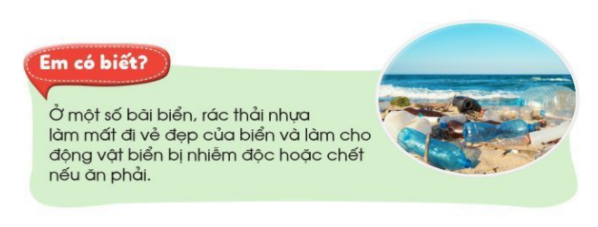 Em có biết?
Ở một số bãi biển, rác thải nhựa
làm mất đi vẻ đẹp của biển và làm cho
động vật biển bị nhiễm độc hoặc chết
nếu ăn phải.